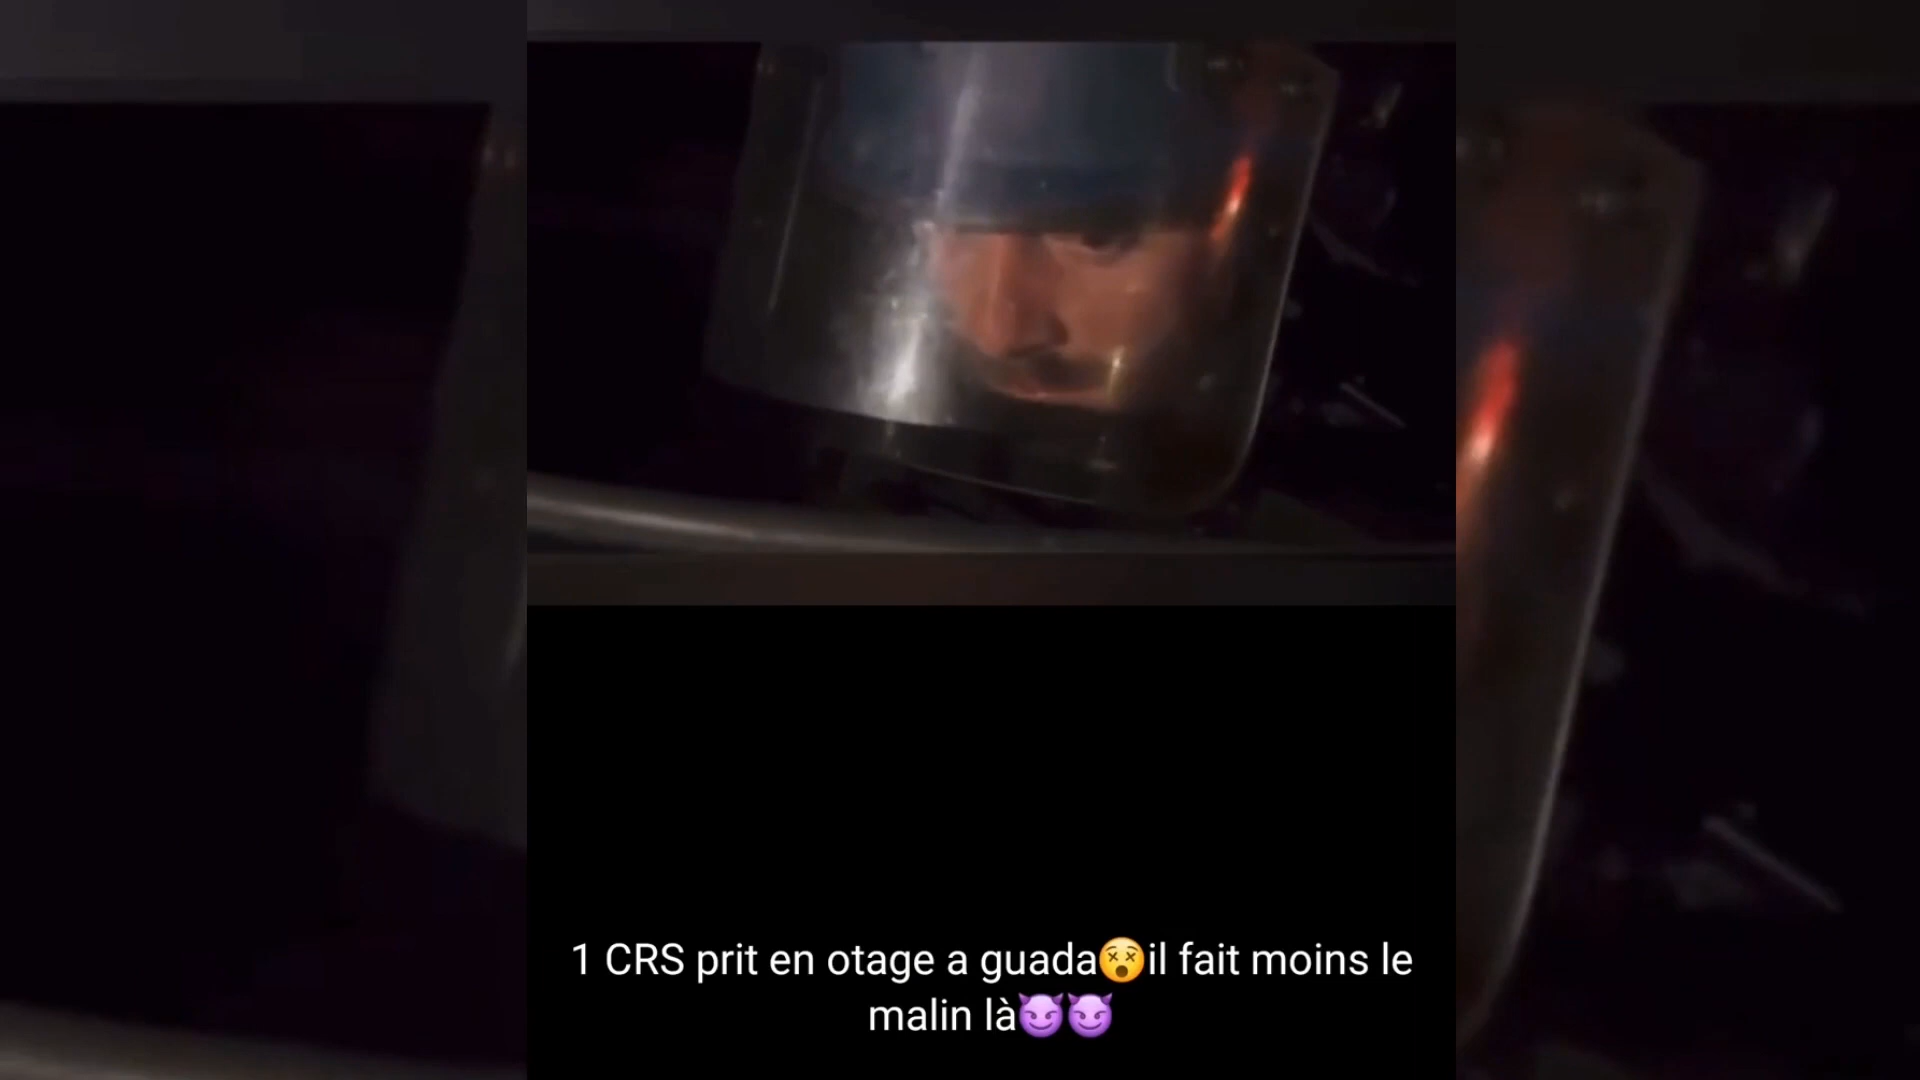 1 CRS prit en otage a guada😵il fait moins le
malin là😈😈